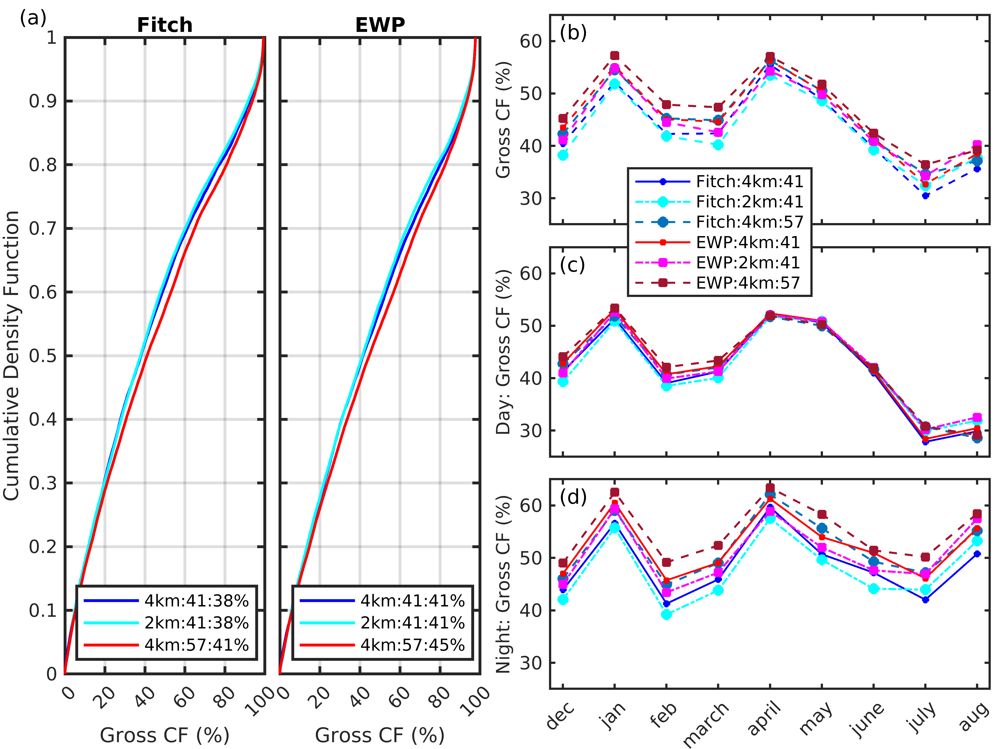 (a)
Fitch
EWP
Cumulative Density Function
1
0.9
0.8
0.7
0.6
0.5
0.4
0.3
0.2
0.1
0
4km:41:38%
2km:41:38%
4km:57:41%
4km:41:41%
2km:41:41%
4km:57:45%
0 20 40 60 80 100
0 20 40 60 80 100
Gross CF (%)
Gross CF (%)
(b)
Gross CF (%)
60
50
40
30
Fitch:4km:41
Fitch:2km:41
Fitch:4km:57
EWP:4km:41
EWP:2km:41
EWP:4km:57
(c)
Day: Gross CF (%)
60
50
40
30
(d)
Night: Gross CF (%)
60
50
40
30
dec jan feb march april may june july aug